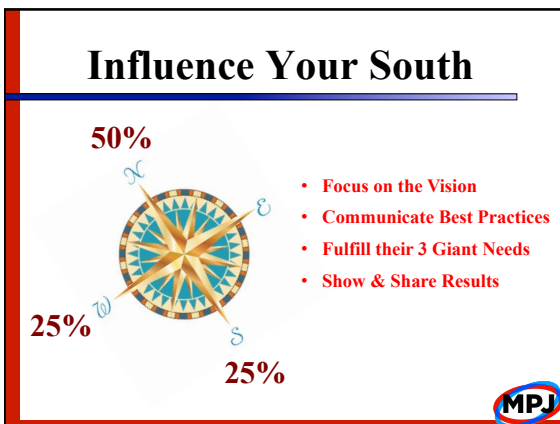 Influence Your South
50%
N
E
• Focus on the Vision
• Communicate Best Practices
• Fulfill their 3 Giant Needs
• Show & Share Results
W
25%
S
25%
MPJ